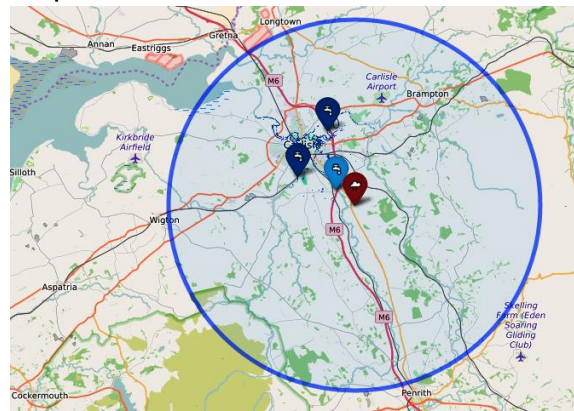 Longtown
Annan
Gretna
Eastriggs
M6
Carlisle
Airport
Brampton
Kirkbride
Airfield
Silloth
Wigton
M6
Aspatria
M6
Skelling
Farm (Eden
Soaring
Gliding
Club)
Penrith
Cockermouth